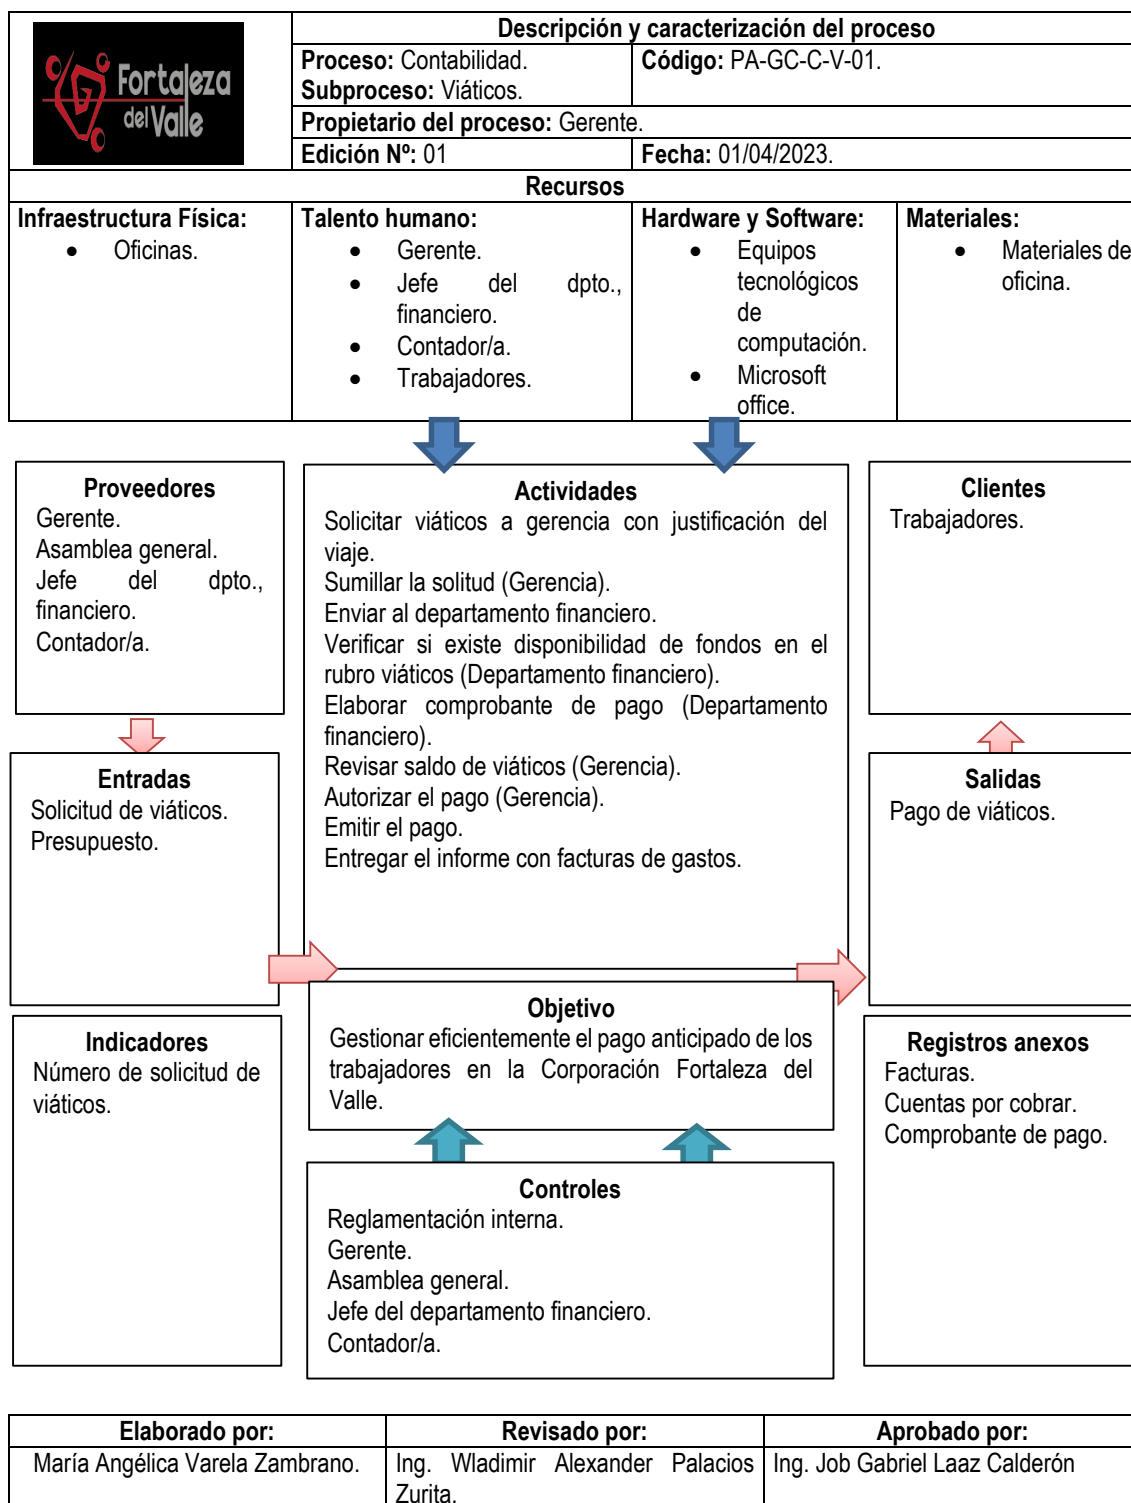 Fortaleza
del Valle
Descripción y caracterización del proceso
Proceso: Contabilidad.
Subproceso: Viáticos.
Código: PA-GC-C-V-01.
Propietario del proceso: Gerente.
Edición Nº: 01
Fecha: 01/04/2023.
Recursos
Infraestructura Física:
• Oficinas.
Talento humano:
• Gerente.
• Jefe del dpto.,
financiero.
• Contador/a.
• Trabajadores.
Hardware y Software:
• Equipos
tecnológicos
de
computación.
• Microsoft
office.
Materiales:
• Materiales de
oficina.
Proveedores
Gerente.
Asamblea general.
Jefe del dpto.,
financiero.
Contador/a.
Actividades
Solicitar viáticos a gerencia con justificación del
viaje.
Sumillar la solitud (Gerencia).
Enviar al departamento financiero.
Verificar si existe disponibilidad de fondos en el
rubro viáticos (Departamento financiero).
Elaborar comprobante de pago (Departamento
financiero).
Revisar saldo de viáticos (Gerencia).
Autorizar el pago (Gerencia).
Emitir el pago.
Entregar el informe con facturas de gastos.
Clientes
Trabajadores.
Entradas
Solicitud de viáticos.
Presupuesto.
Salidas
Pago de viáticos.
Indicadores
Número de solicitud de
viáticos.
Objetivo
Gestionar eficientemente el pago anticipado de los
trabajadores en la Corporación Fortaleza del
Valle.
Registros anexos
Facturas.
Cuentas por cobrar.
Comprobante de pago.
Controles
Reglamentación interna.
Gerente.
Asamblea general.
Jefe del departamento financiero.
Contador/a.
Elaborado por:
María Angélica Varela Zambrano.
Revisado por:
Ing. Wladimir Alexander Palacios
Zurita.
Aprobado por:
Ing. Job Gabriel Laaz Calderón